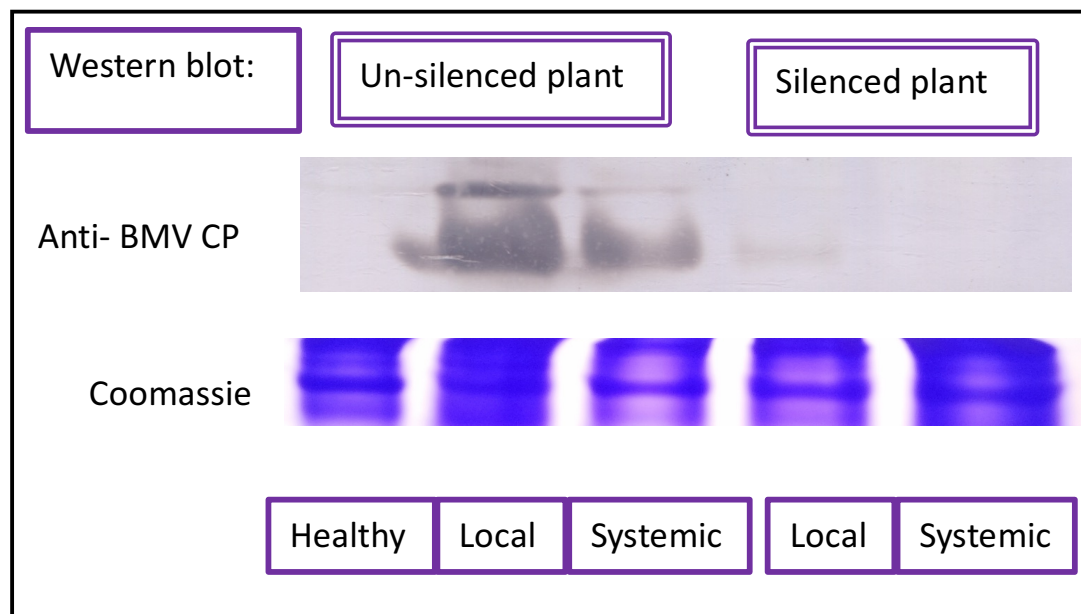 Western blot:
Un-silenced plant
Silenced plant
Anti- BMV CP
Coomassie
Healthy
Local
Systemic
Local
Systemic